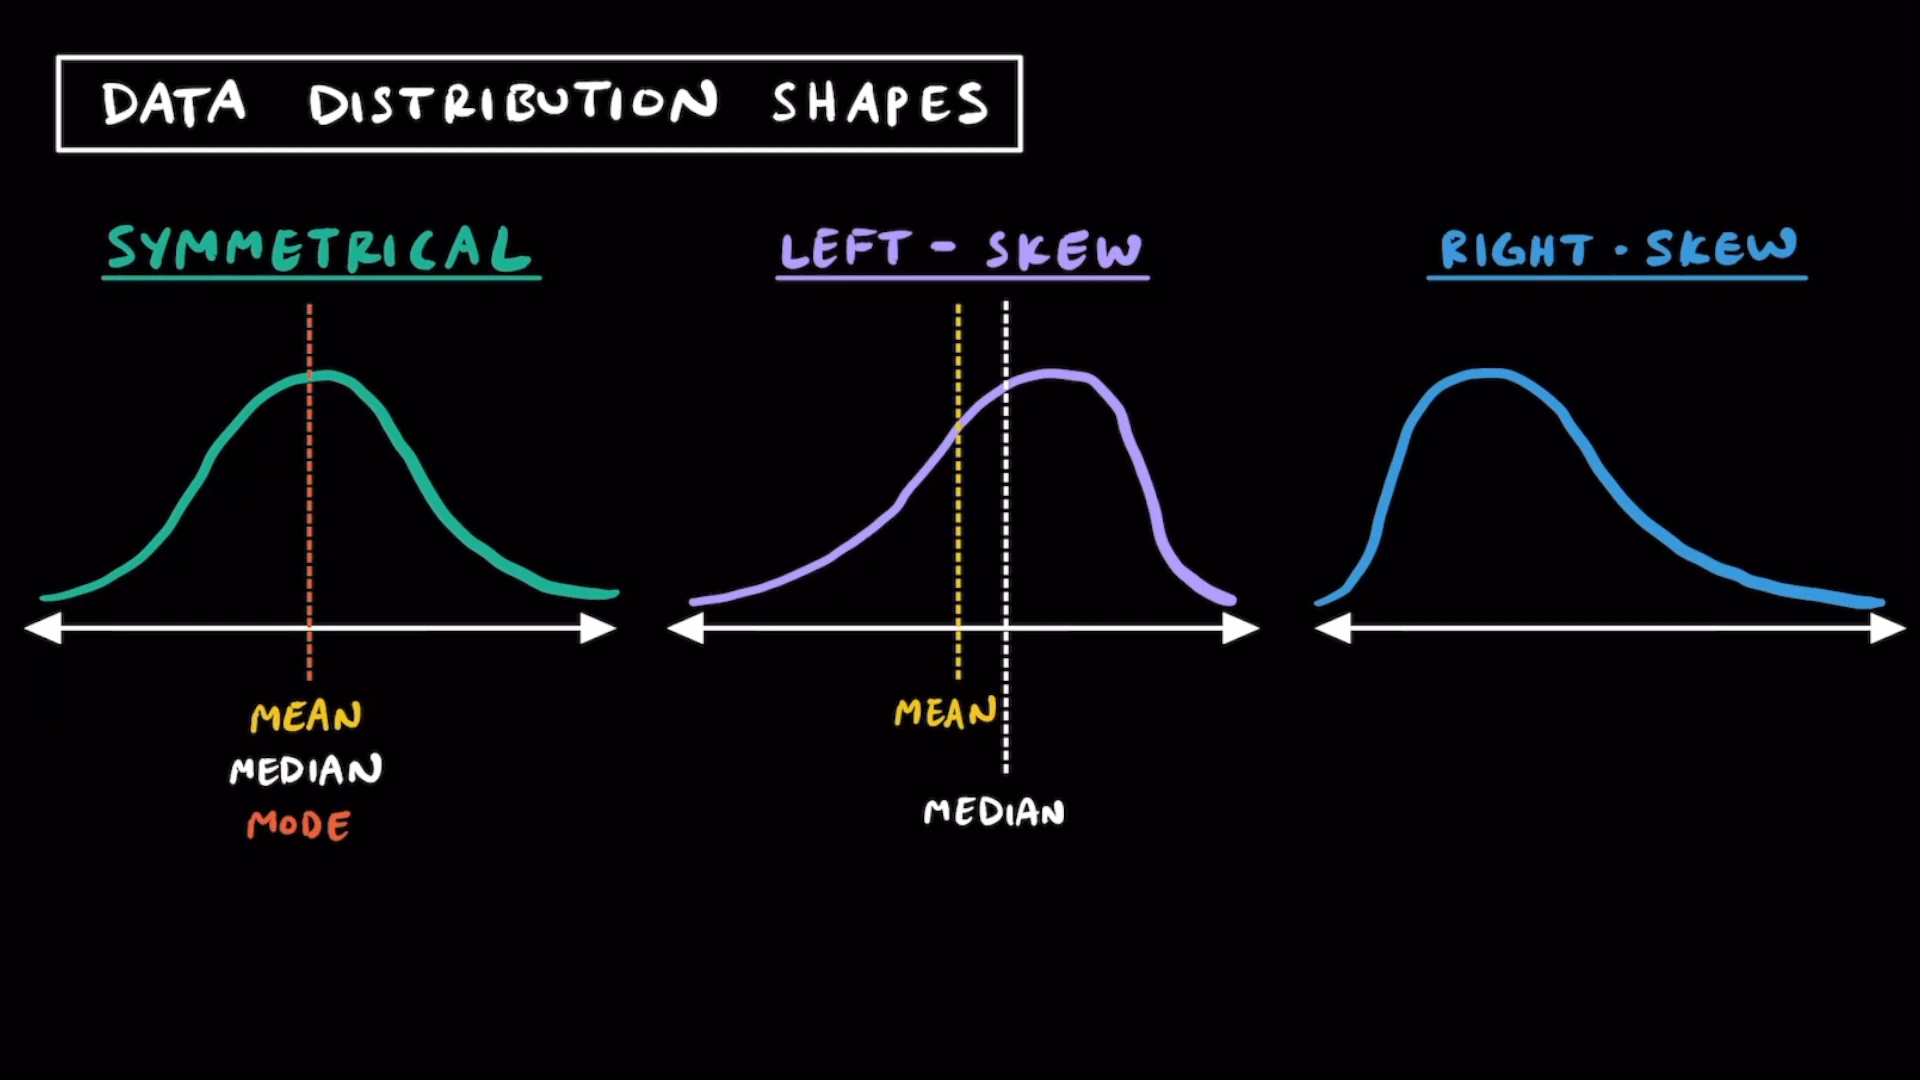 DATA DISTRIBUTION SHAPES
SYMMETRICAL
LEFT - SKEW
RIGHT - SKEW
MEAN
MEDIAN
MODE
MEAN
MEDIAN